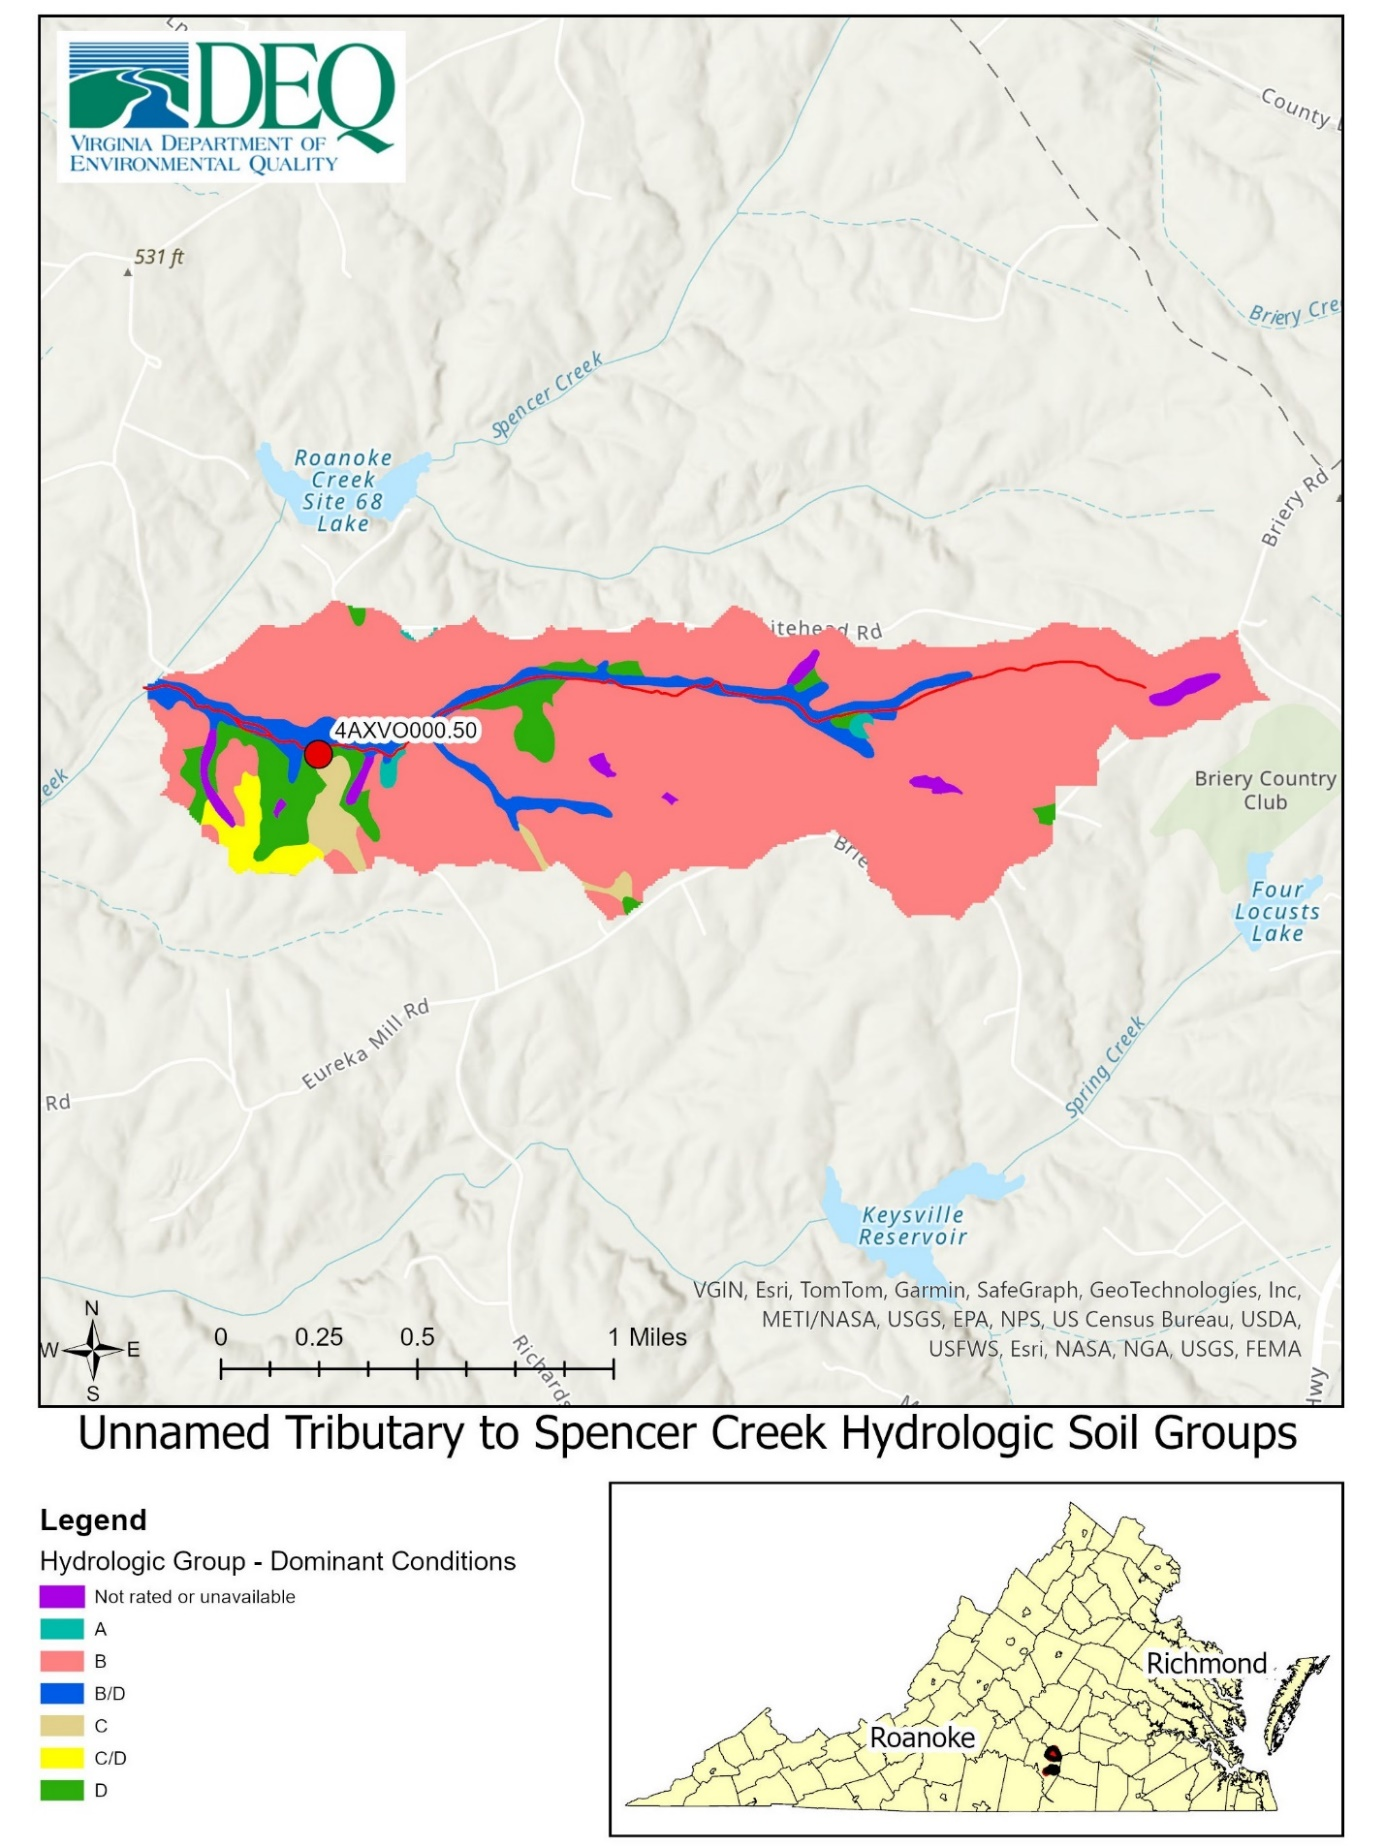 DEQ
VIRGINIA DEPARTMENT OF
ENVIRONMENTAL QUALITY
County
531 ft
Briery Cre
Spencer Creek
Roanoke
Creek
Site 68
Lake
Briery Rd
itehead Rd
4AXVO000.50
eek
Briery Country
Club
Brie
Four
Locusts
Lake
Eureka Mill Rd
Rd
Spring Creek
Keysville
Reservoir
VGIN, Esri, TomTom, Garmin, SafeGraph, GeoTechnologies, Inc,
METI/NASA, USGS, EPA, NPS, US Census Bureau, USDA,
USFWS, Esri, NASA, NGA, USGS, FEMA
N
W E
S
0 0.25 0.5 1 Miles
Richards
Hwy
Unnamed Tributary to Spencer Creek Hydrologic Soil Groups
Legend
Hydrologic Group - Dominant Conditions
Not rated or unavailable
A
B
B/D
C
C/D
D
Richmond
Roanoke